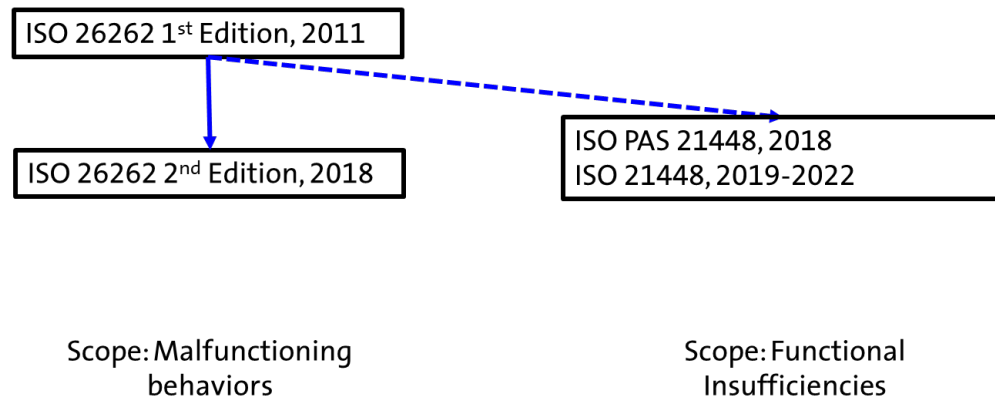 ISO 26262 1st Edition, 2011
ISO PAS 21448, 2018
ISO 21448, 2019-2022
ISO 26262 2nd Edition, 2018
Scope: Malfunctioning
behaviors
Scope: Functional
Insufficiencies